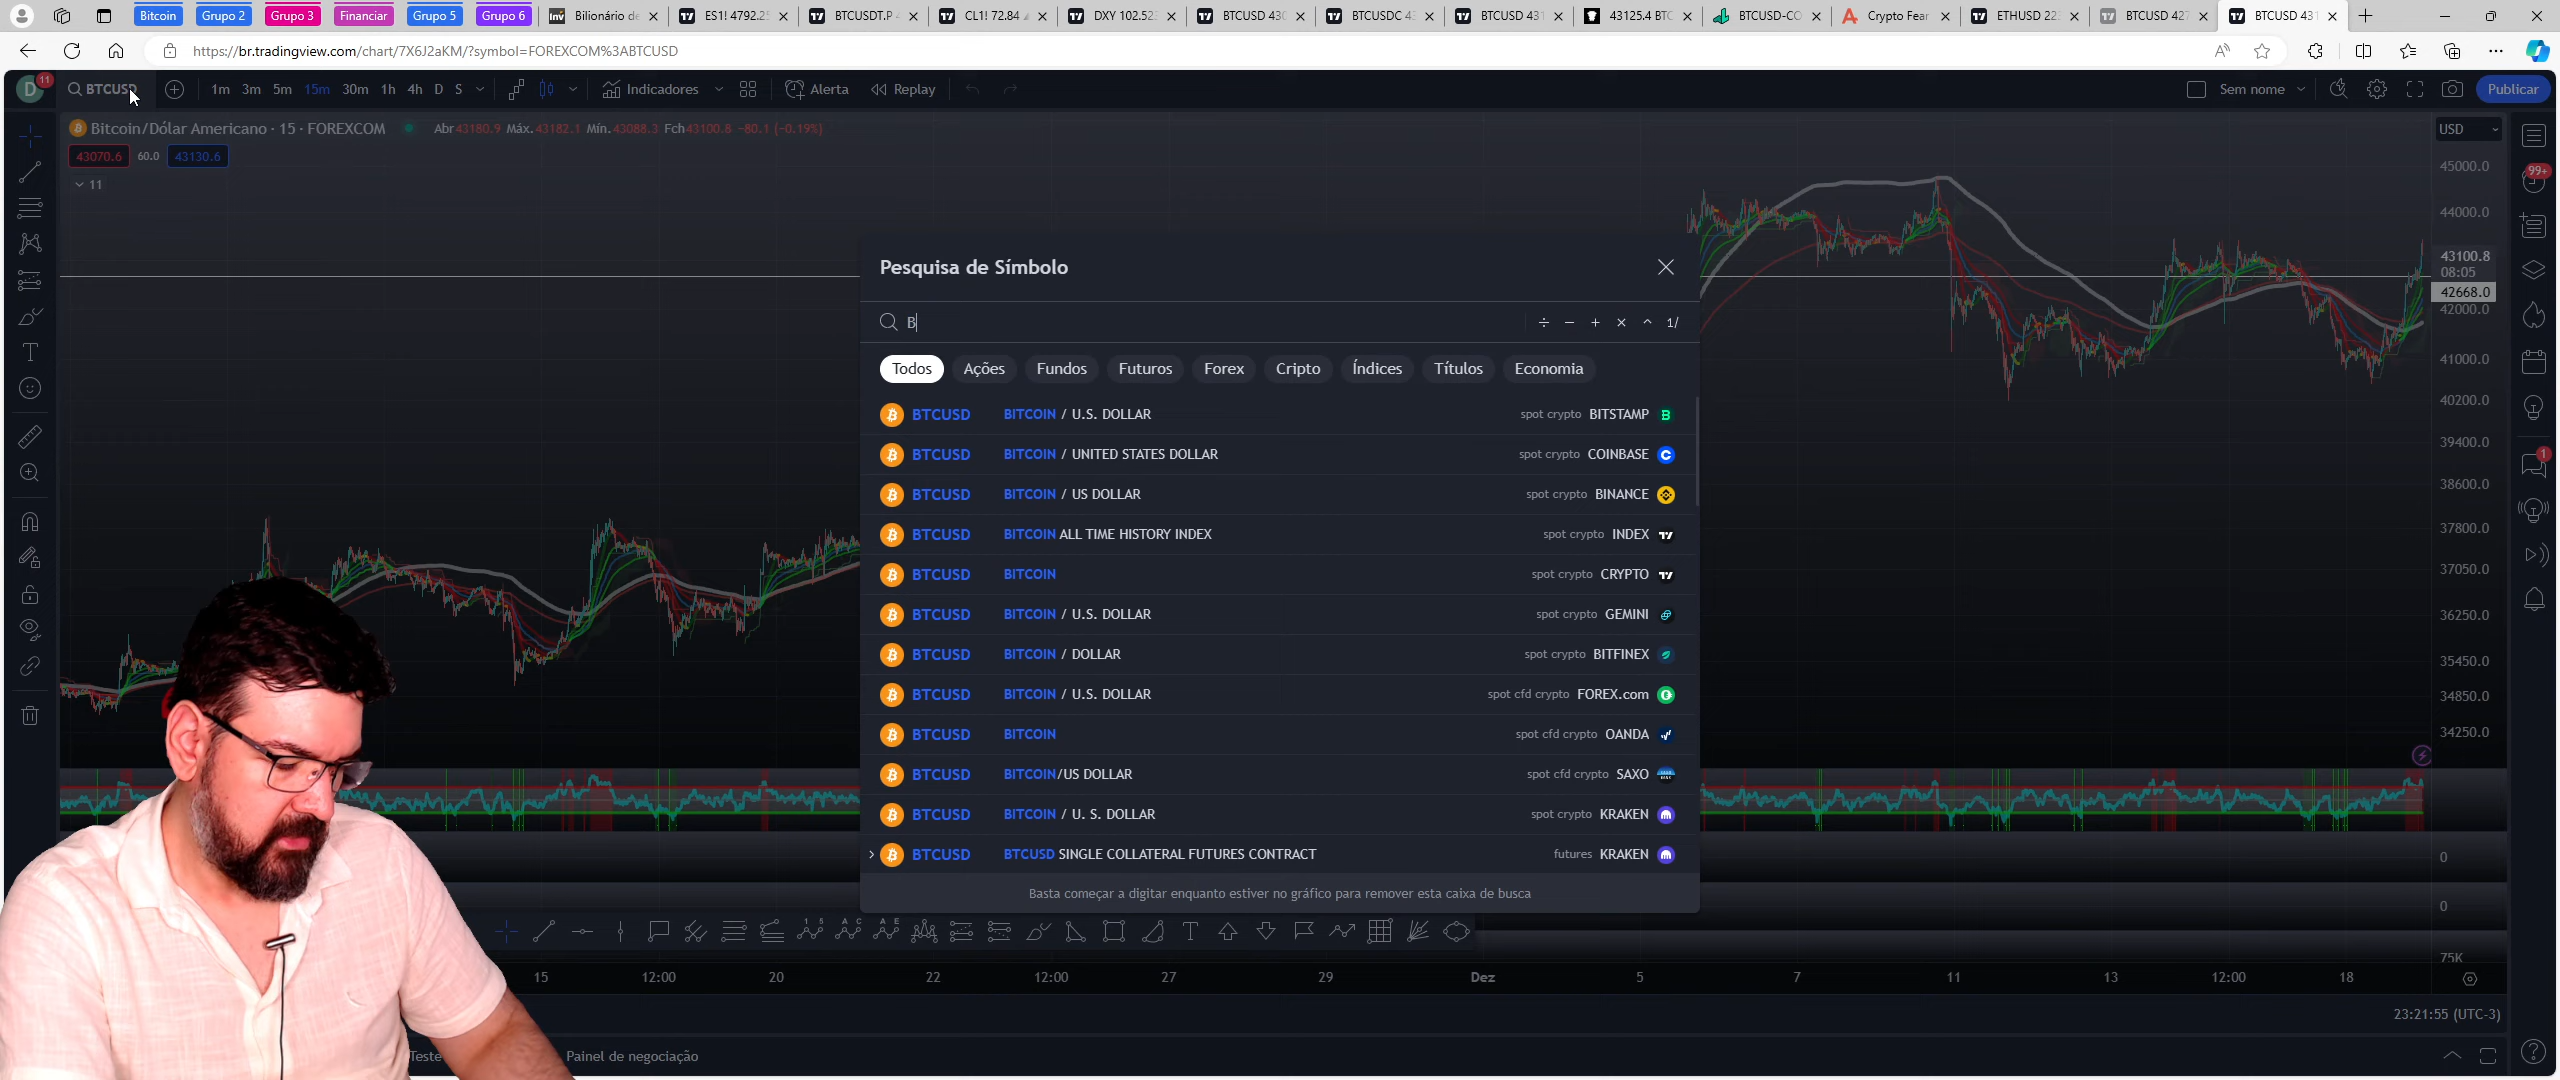 Bitcoin Grupo 2 Grupo 3 Financiar Grupo 5 Grupo 6 Bilionário de ES1! 4792.25 BTCUSDT.P 4 CL1! 72.84 DXY 102.52 BTCUSD 430 BTCUSDC 43 BTCUSD 431 43125.4 BTC BTCUSD-CO Crypto Fear ETHUSD 22 BTCUSD 427 BTCUSD 431
https://br.tradingview.com/chart/7X6J2aKM/?symbol=FOREXCOM%3ABTCUSD
D 11 BTCUSD 1m 3m 5m 15m 30m 1h 4h D S Indicadores Alerta Replay Sem nome Publicar
Bitcoin/Dólar Americano · 15 · FOREXCOM Abr43180.9 Máx.43182.1 Mín.43088.3 Fch43100.8 −80.1 (−0.19%) USD
43070.6 60.0 43130.6
45000.0
99+
11
44000.0
43100.8
08:05
42668.0
42000.0
41000.0
40200.0
39400.0
1
38600.0
37800.0
37050.0
36250.0
35450.0
34850.0
34250.0
0
0
75K
Pesquisa de Símbolo
B ÷ − + × ^ 1/
Todos Ações Fundos Futuros Forex Cripto Índices Títulos Economia
BTCUSD BITCOIN / U.S. DOLLAR spot crypto BITSTAMP
BTCUSD BITCOIN / UNITED STATES DOLLAR spot crypto COINBASE
BTCUSD BITCOIN / US DOLLAR spot crypto BINANCE
BTCUSD BITCOIN ALL TIME HISTORY INDEX spot crypto INDEX
BTCUSD BITCOIN spot crypto CRYPTO
BTCUSD BITCOIN / U.S. DOLLAR spot crypto GEMINI
BTCUSD BITCOIN / DOLLAR spot crypto BITFINEX
BTCUSD BITCOIN / U.S. DOLLAR spot cfd crypto FOREX.com
BTCUSD BITCOIN spot cfd crypto OANDA
BTCUSD BITCOIN/US DOLLAR spot cfd crypto SAXO
BTCUSD BITCOIN / U. S. DOLLAR spot crypto KRAKEN
BTCUSD BTCUSD SINGLE COLLATERAL FUTURES CONTRACT futures KRAKEN
Basta começar a digitar enquanto estiver no gráfico para remover esta caixa de busca
15 12:00 20 22 12:00 27 29 Dez 5 7 11 13 12:00 18
23:21:55 (UTC-3)
Teste Painel de negociação